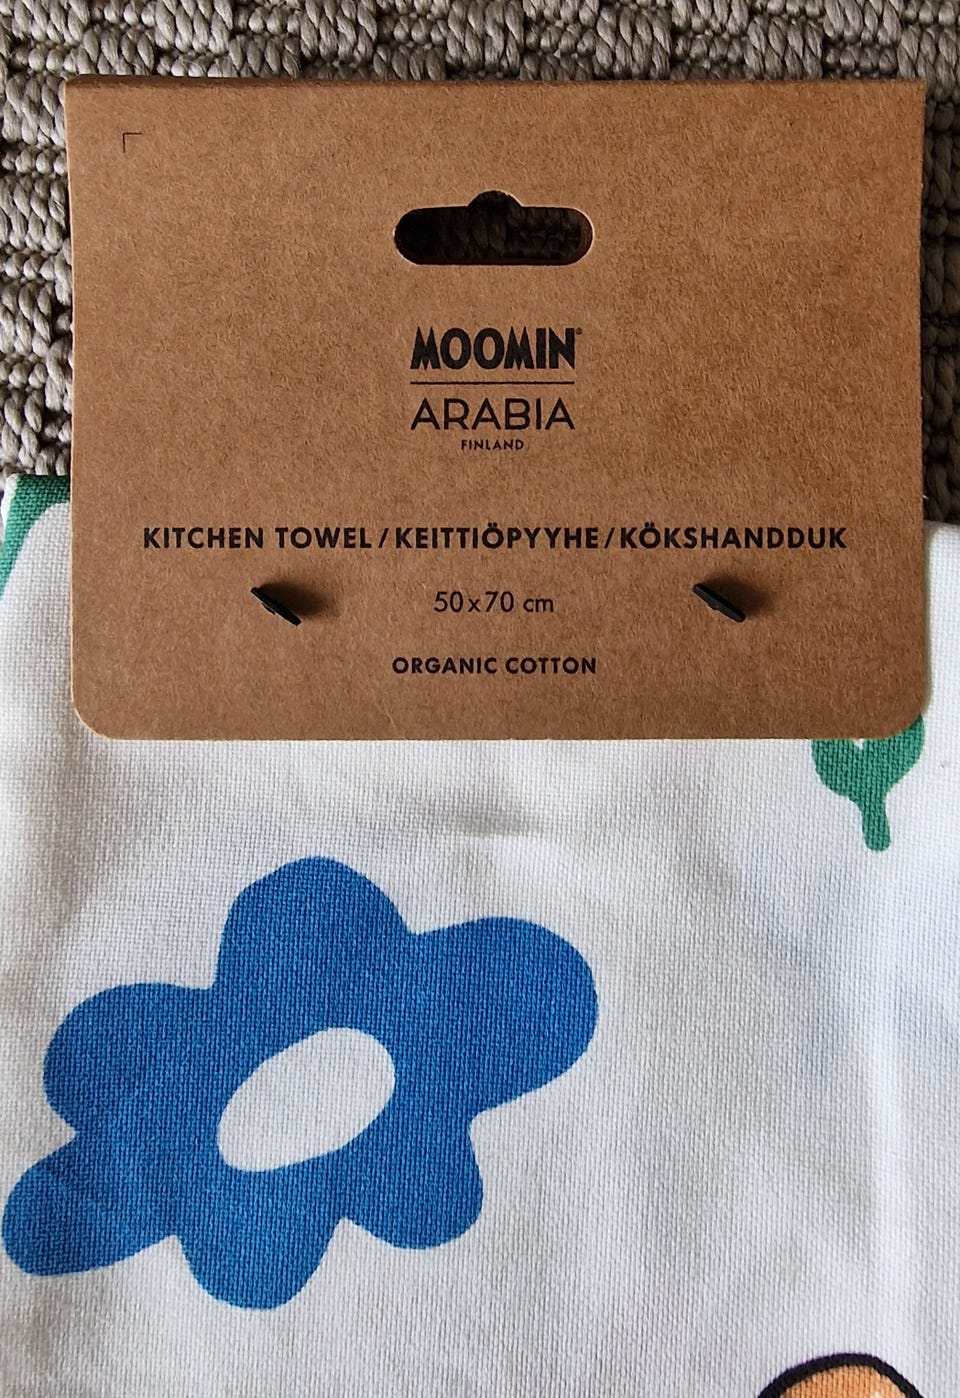 MOOMIN®
ARABIA
FINLAND
KITCHEN TOWEL/KEITTIÖPYYHE/KÖKSHANDDUK
50x70 cm
ORGANIC COTTON